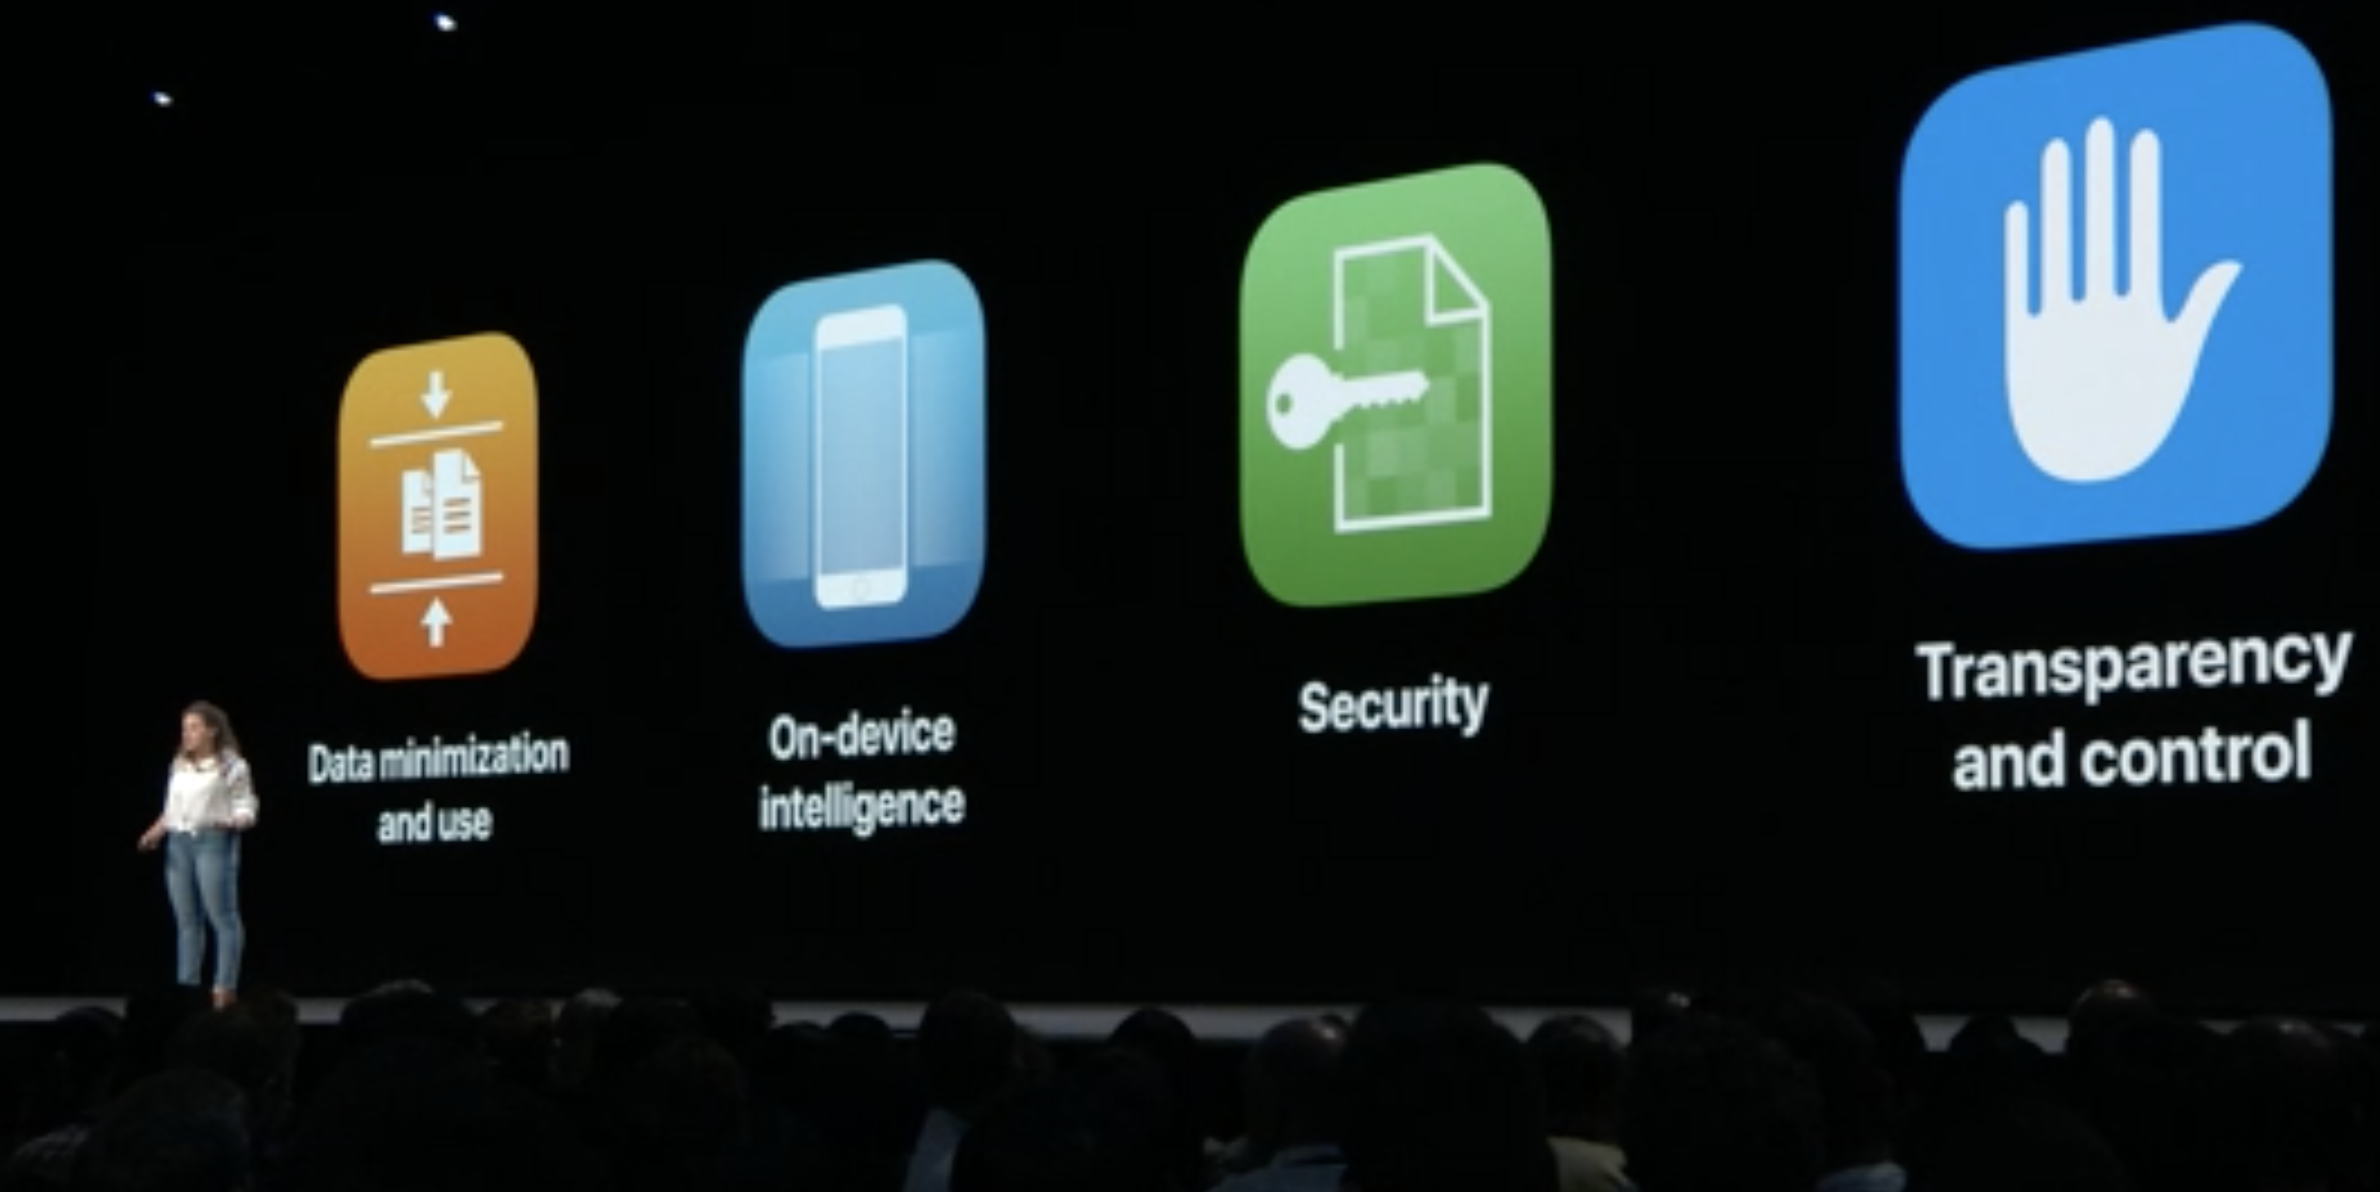 Data minimization
and use
On-device
intelligence
Security
Transparency
and control